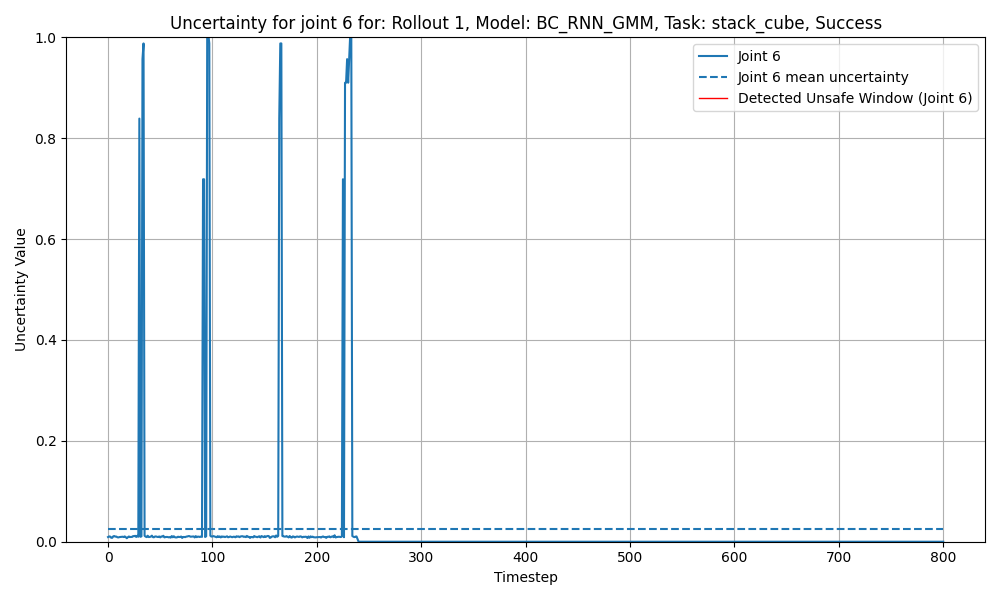 Uncertainty for joint 6 for: Rollout 1, Model: BC_RNN_GMM, Task: stack_cube, Success
Joint 6
Joint 6 mean uncertainty
Detected Unsafe Window (Joint 6)
Uncertainty Value
1.0
0.8
0.6
0.4
0.2
0.0
0 100 200 300 400 500 600 700 800
Timestep